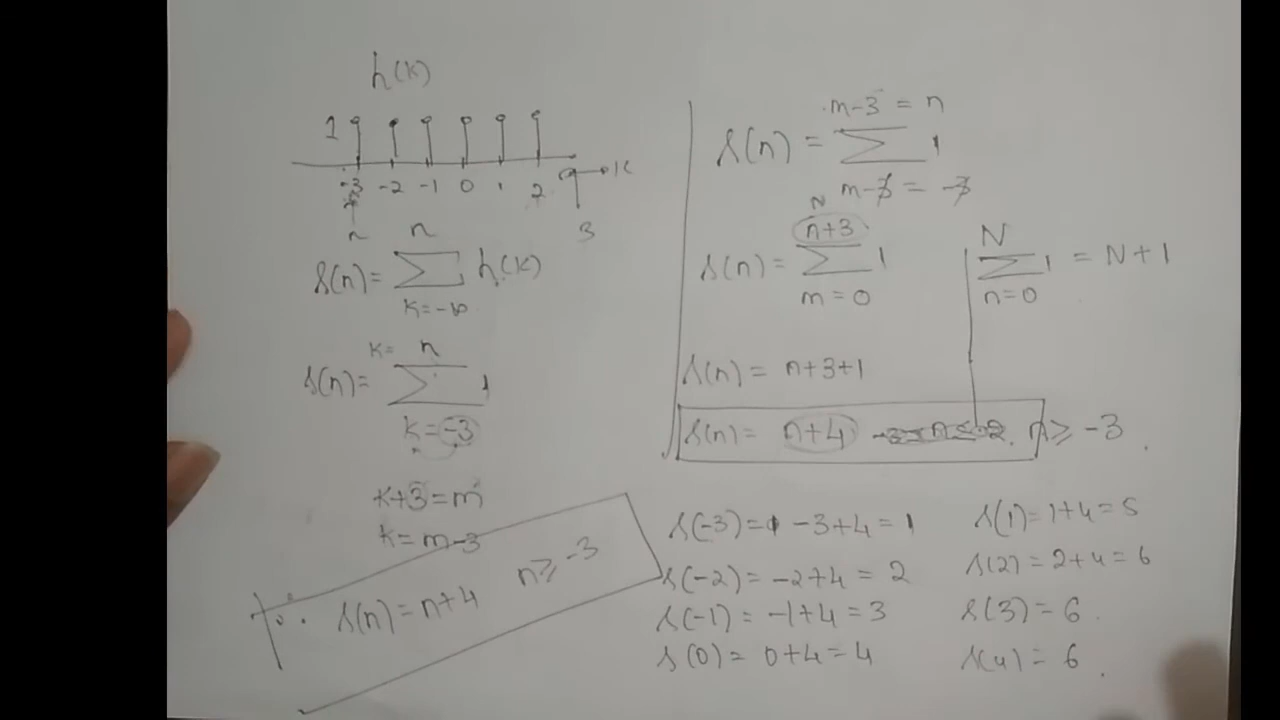 h(k)
1
-3 -2 -1 0 1 2 k
n 3
s(n) = n Σ k=-∞ h(k)
s(n) = k= n Σ k=-3 1
k+3=m
k=m-3
∴ s(n) = n+4 n≥-3
s(n) = m-3 = n Σ m-3 = -3 1
s(n) = N n+3 Σ m=0 1
N Σ n=0 1 = N+1
s(n) = n+3+1
s(n) = n+4 n≥-3
s(-3) = -3+4=1
s(-2) = -2+4=2
s(-1) = -1+4=3
s(0) = 0+4=4
s(1)=1+4=5
s(2)=2+4=6
s(3)=6
s(4)=6